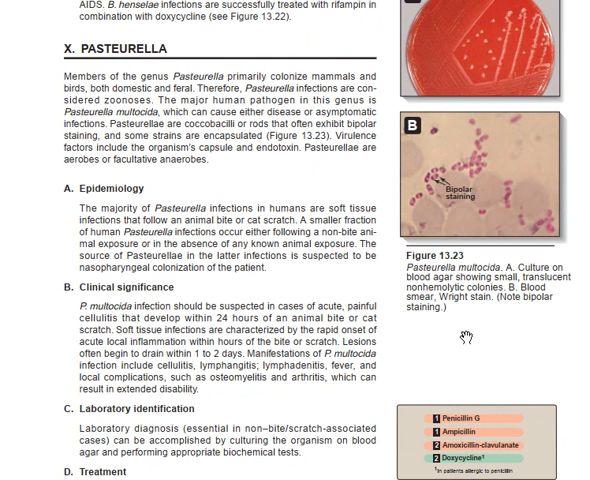 AIDS. B. henselae infections are successfully treated with rifampin in
combination with doxycycline (see Figure 13.22).
X. PASTEURELLA
Members of the genus Pasteurella primarily colonize mammals and
birds, both domestic and feral. Therefore, Pasteurella infections are con-
sidered zoonoses. The major human pathogen in this genus is
Pasteurella multocida, which can cause either disease or asymptomatic
infections. Pasteurellae are coccobacilli or rods that often exhibit bipolar
staining, and some strains are encapsulated (Figure 13.23). Virulence
factors include the organism's capsule and endotoxin. Pasteurellae are
aerobes or facultative anaerobes.
A. Epidemiology
The majority of Pasteurella infections in humans are soft tissue
infections that follow an animal bite or cat scratch. A smaller fraction
of human Pasteurella infections occur either following a non-bite ani-
mal exposure or in the absence of any known animal exposure. The
source of Pasteurellae in the latter infections is suspected to be
nasopharyngeal colonization of the patient.
B. Clinical significance
P. multocida infection should be suspected in cases of acute, painful
cellulitis that develop within 24 hours of an animal bite or cat
scratch. Soft tissue infections are characterized by the rapid onset of
acute local inflammation within hours of the bite or scratch. Lesions
often begin to drain within 1 to 2 days. Manifestations of P. multocida
infection include cellulitis, lymphangitis; lymphadenitis, fever, and
local complications, such as osteomyelitis and arthritis, which can
result in extended disability.
C. Laboratory identification
Laboratory diagnosis (essential in non–bite/scratch-associated
cases) can be accomplished by culturing the organism on blood
agar and performing appropriate biochemical tests.
D. Treatment
B
Bipolar
staining
Figure 13.23
Pasteurella multocida. A. Culture on
blood agar showing small, translucent
nonhemolytic colonies. B. Blood
smear, Wright stain. (Note bipolar
staining.)
1 Penicillin G
1 Ampicillin
2 Amoxicillin-clavulanate
2 Doxycycline¹
¹In patients allergic to penicillin